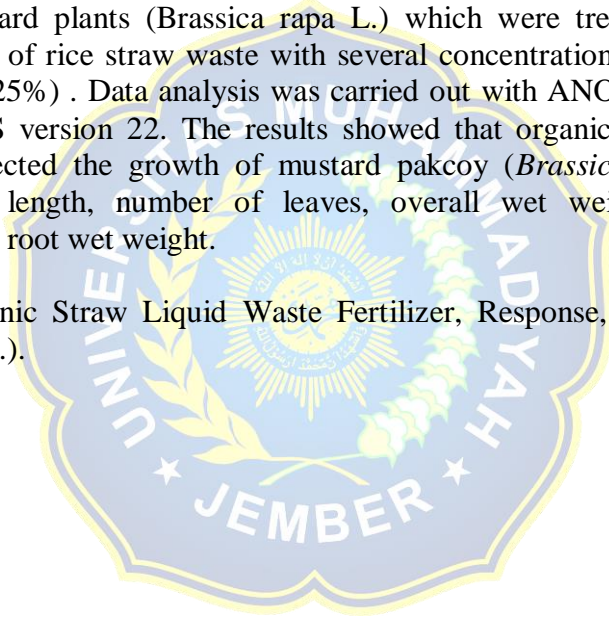 ard plants (Brassica rapa L.) which were tre
of rice straw waste with several concentration
25%) . Data analysis was carried out with ANO
S version 22. The results showed that organic
ected the growth of mustard pakcoy (Brassic
length, number of leaves, overall wet wei
root wet weight.
nic Straw Liquid Waste Fertilizer, Response,
.).
UNIVERSITAS MUHAMMADIYAH
JEMBER